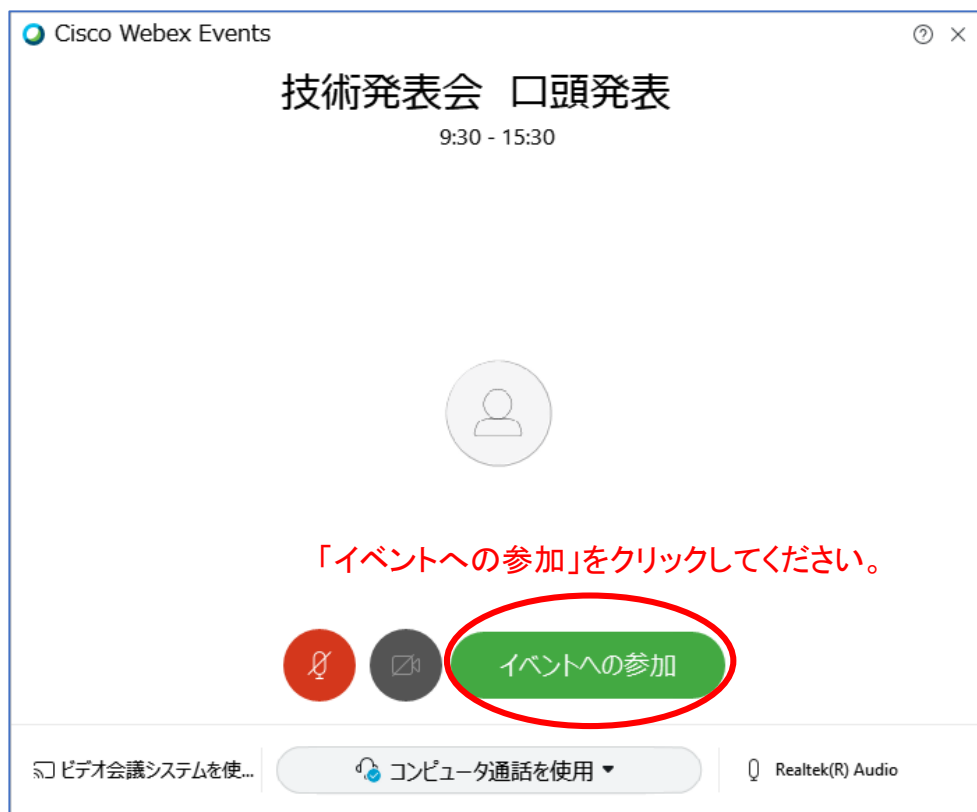 Cisco Webex Events
技術発表会　口頭発表
9:30 - 15:30
「イベントへの参加」をクリックしてください。
イベントへの参加
ビデオ会議システムを使...
コンピュータ通話を使用
Realtek(R) Audio